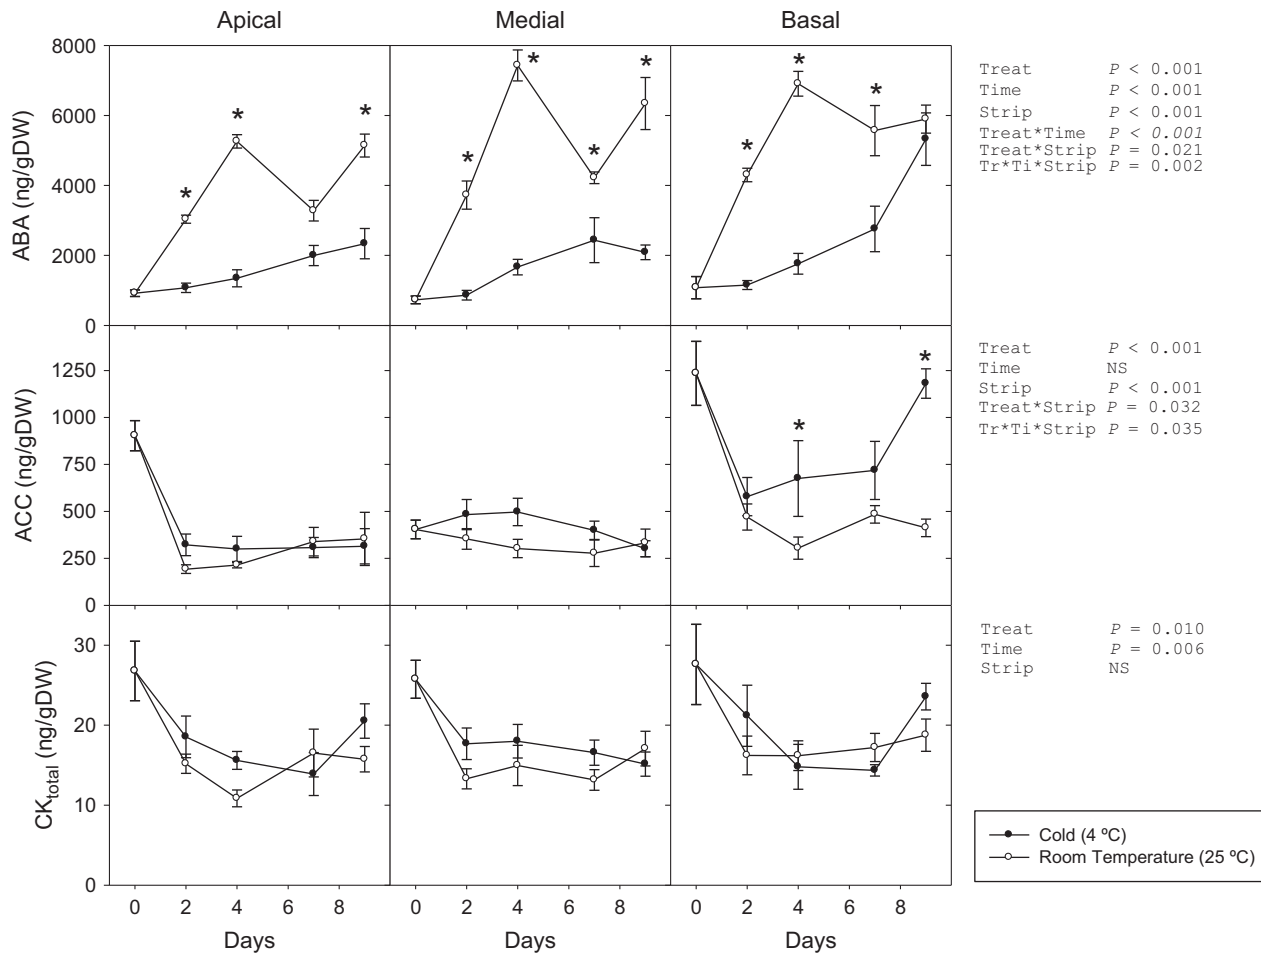 Apical Medial Basal
8000
6000
4000
2000
0
ABA (ng/gDW)
* * *
* * * *
* * *
Treat P < 0.001
Time P < 0.001
Strip P < 0.001
Treat*Time P < 0.001
Treat*Strip P = 0.021
Tr*Ti*Strip P = 0.002
1250
1000
750
500
250
0
ACC (ng/gDW)
* *
Treat P < 0.001
Time NS
Strip P < 0.001
Treat*Strip P = 0.032
Tr*Ti*Strip P = 0.035
30
20
10
0
CKtotal (ng/gDW)
Treat P = 0.010
Time P = 0.006
Strip NS
Cold (4 ºC)
Room Temperature (25 ºC)
0 2 4 6 8 0 2 4 6 8 0 2 4 6 8
Days Days Days